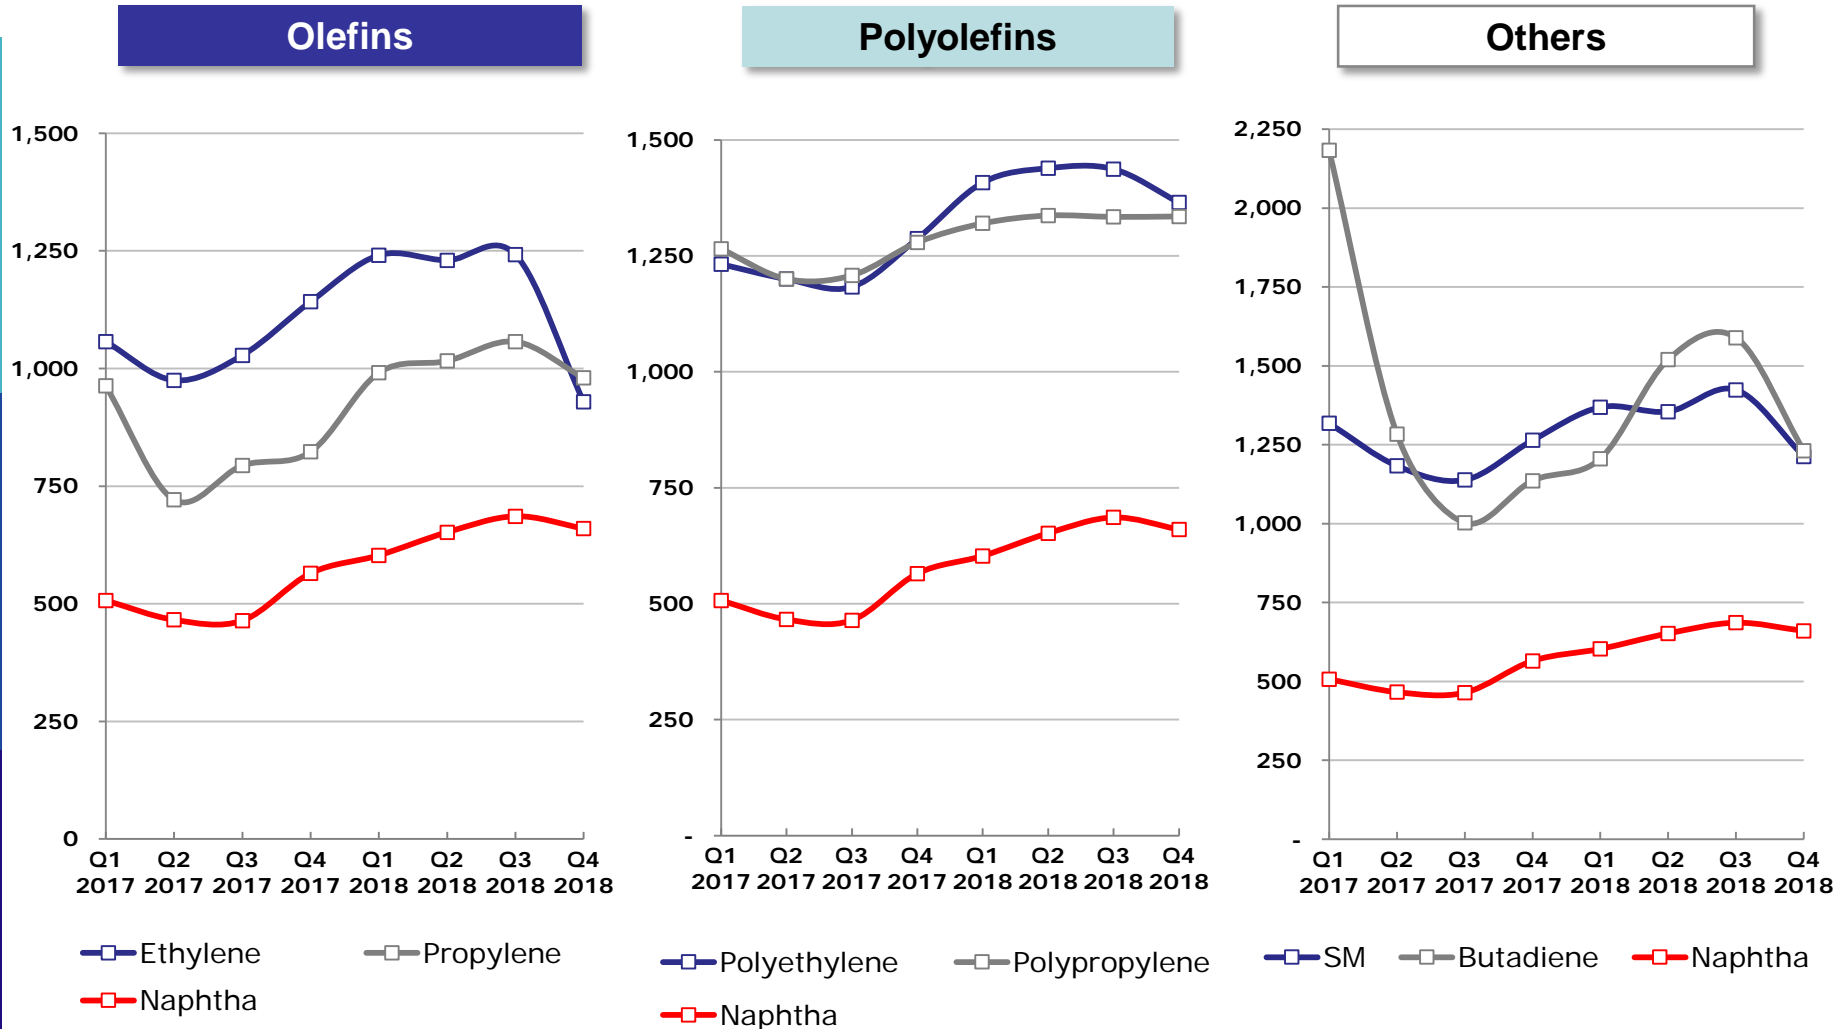 Olefins
1,500
1,250
1,000
750
500
250
0
Q1 Q2 Q3 Q4 Q1 Q2 Q3 Q4
2017 2017 2017 2017 2018 2018 2018 2018
Ethylene Propylene
Naphtha
Polyolefins
1,500
1,250
1,000
750
500
250
-
Q1 Q2 Q3 Q4 Q1 Q2 Q3 Q4
2017 2017 2017 2017 2018 2018 2018 2018
Polyethylene Polypropylene
Naphtha
Others
2,250
2,000
1,750
1,500
1,250
1,000
750
500
250
-
Q1 Q2 Q3 Q4 Q1 Q2 Q3 Q4
2017 2017 2017 2017 2018 2018 2018 2018
SM Butadiene Naphtha